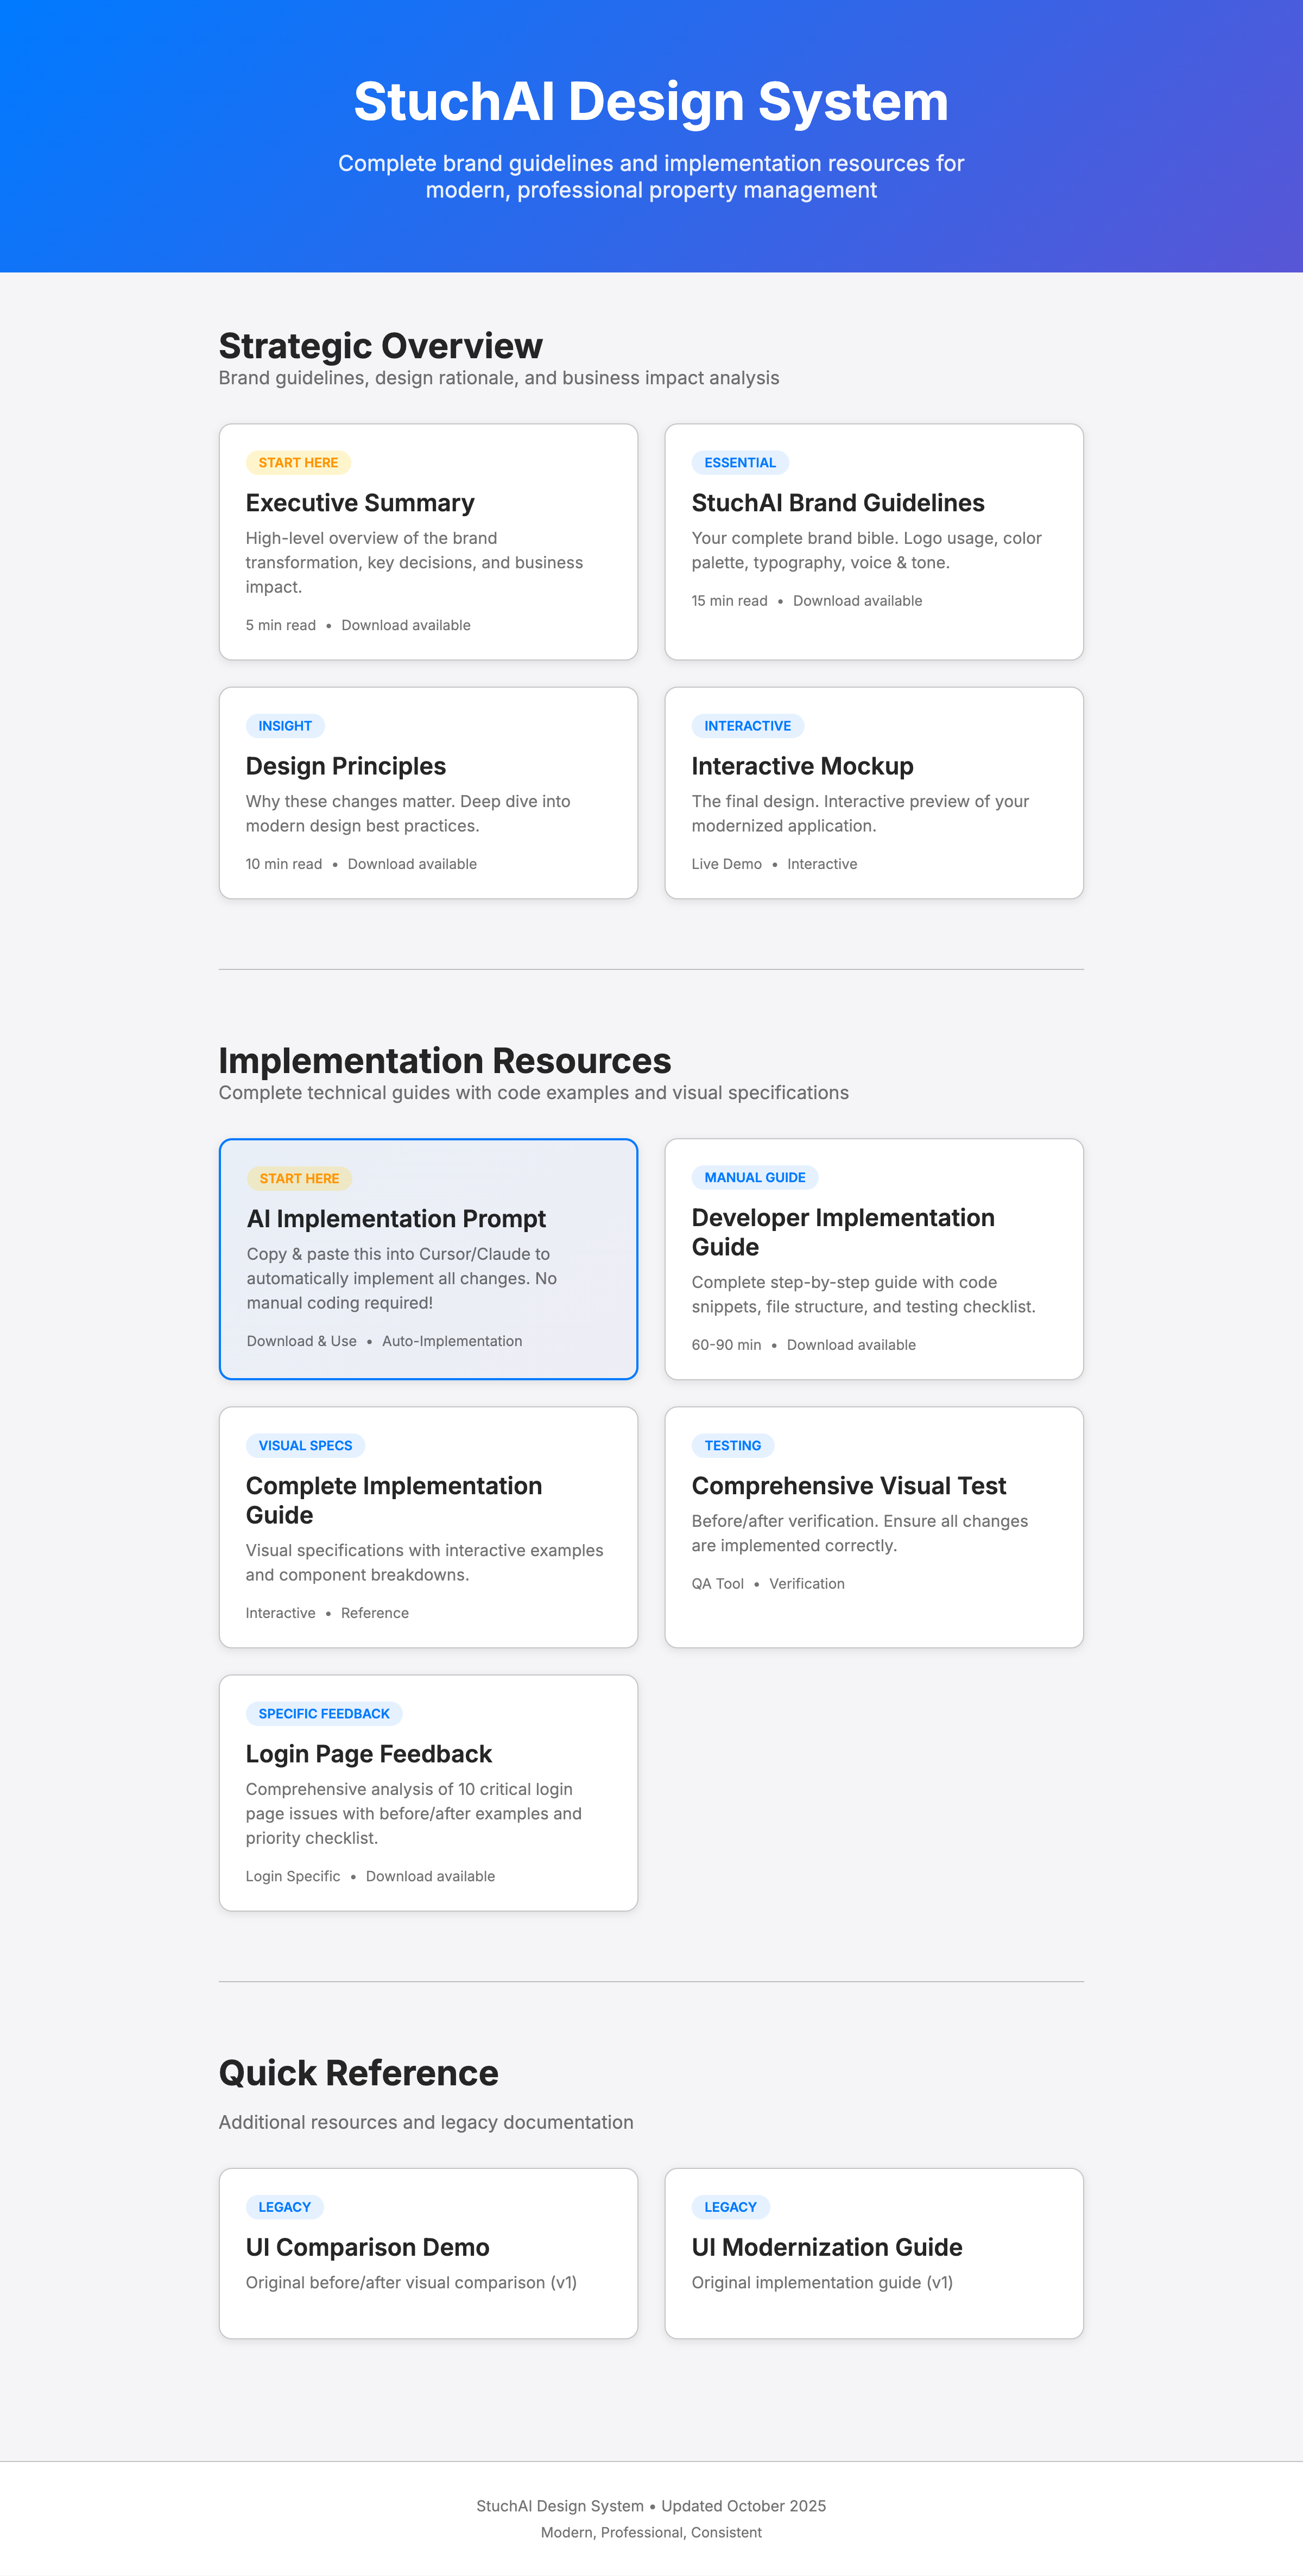 StuchAI Design System
Complete brand guidelines and implementation resources for
modern, professional property management
Strategic Overview
Brand guidelines, design rationale, and business impact analysis
START HERE
Executive Summary
High-level overview of the brand
transformation, key decisions, and business
impact.
5 min read • Download available
ESSENTIAL
StuchAI Brand Guidelines
Your complete brand bible. Logo usage, color
palette, typography, voice & tone.
15 min read • Download available
INSIGHT
Design Principles
Why these changes matter. Deep dive into
modern design best practices.
10 min read • Download available
INTERACTIVE
Interactive Mockup
The final design. Interactive preview of your
modernized application.
Live Demo • Interactive
Implementation Resources
Complete technical guides with code examples and visual specifications
START HERE
AI Implementation Prompt
Copy & paste this into Cursor/Claude to
automatically implement all changes. No
manual coding required!
Download & Use • Auto-Implementation
MANUAL GUIDE
Developer Implementation
Guide
Complete step-by-step guide with code
snippets, file structure, and testing checklist.
60-90 min • Download available
VISUAL SPECS
Complete Implementation
Guide
Visual specifications with interactive examples
and component breakdowns.
Interactive • Reference
TESTING
Comprehensive Visual Test
Before/after verification. Ensure all changes
are implemented correctly.
QA Tool • Verification
SPECIFIC FEEDBACK
Login Page Feedback
Comprehensive analysis of 10 critical login
page issues with before/after examples and
priority checklist.
Login Specific • Download available
Quick Reference
Additional resources and legacy documentation
LEGACY
UI Comparison Demo
Original before/after visual comparison (v1)
LEGACY
UI Modernization Guide
Original implementation guide (v1)
StuchAI Design System • Updated October 2025
Modern, Professional, Consistent